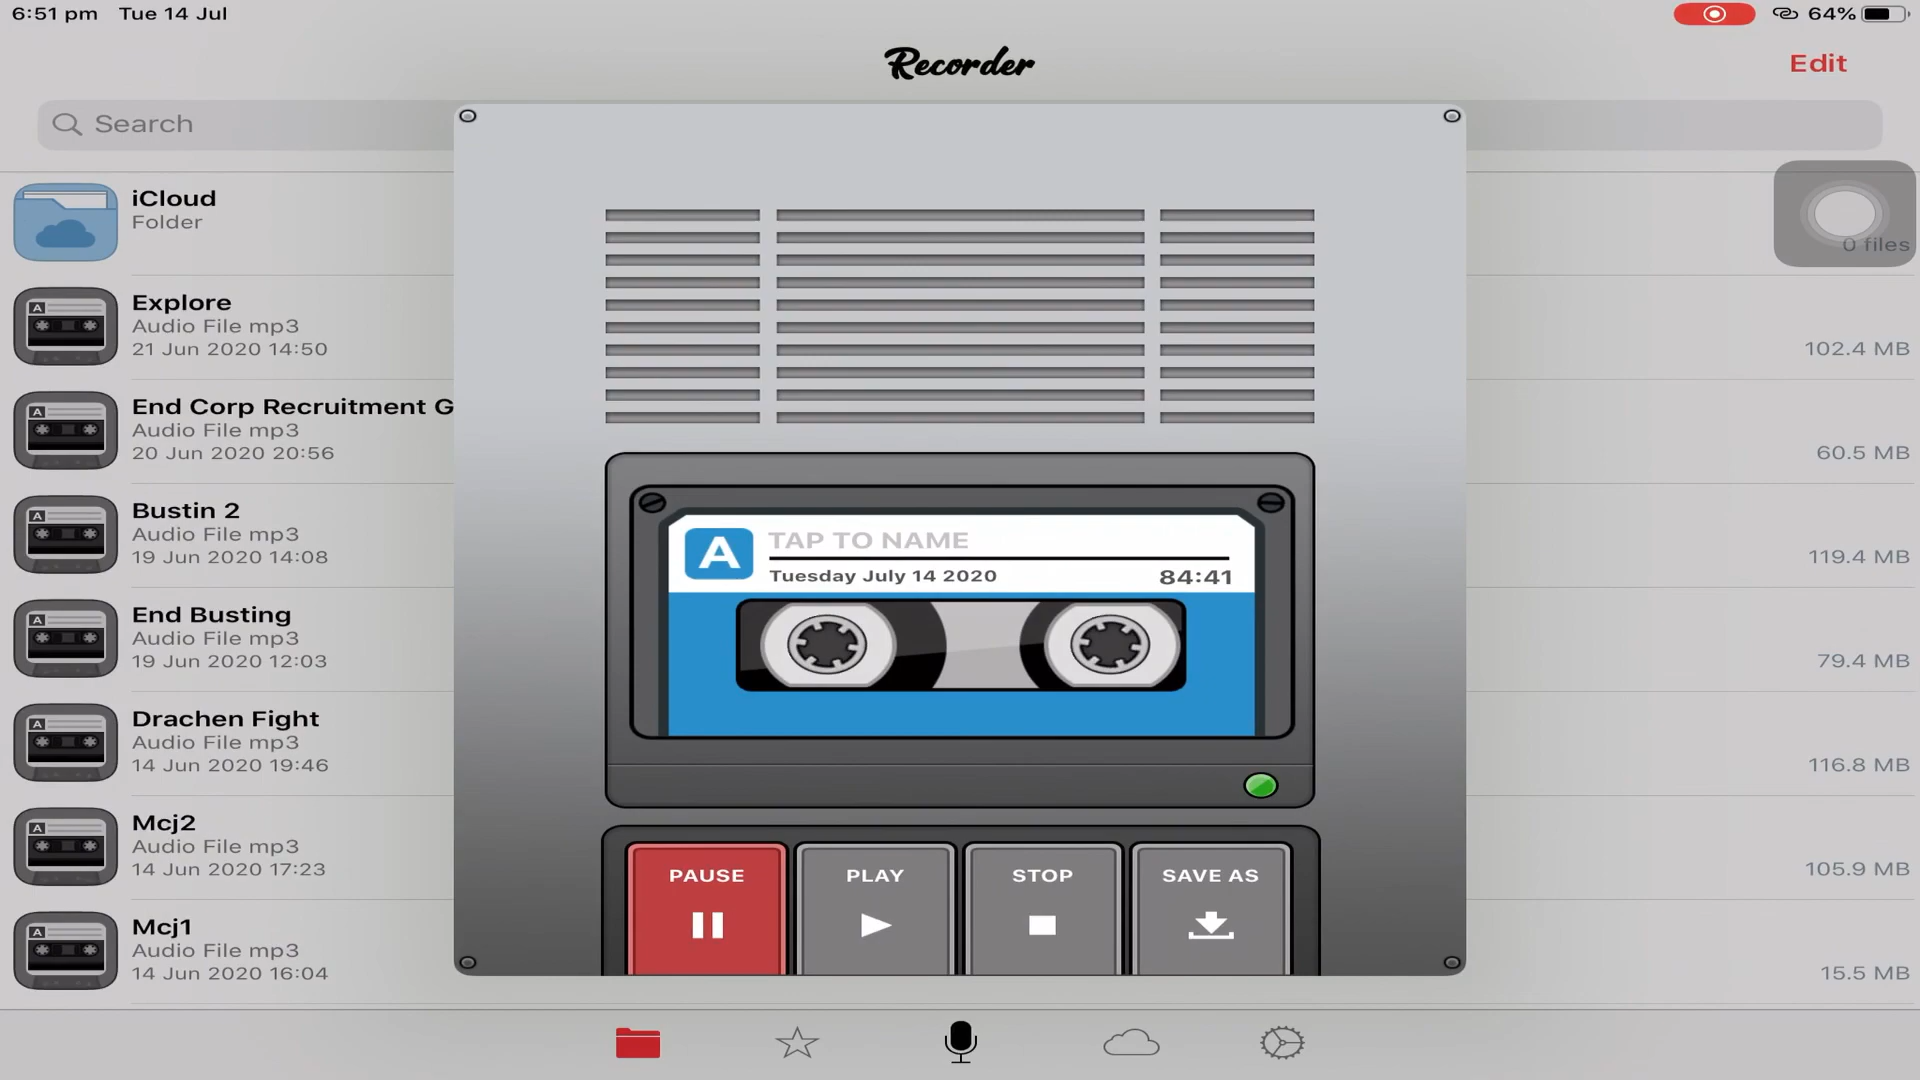 6:51 pm Tue 14 Jul
64%
Recorder
Edit
Search
iCloud
Folder
0 files
Explore
Audio File mp3
21 Jun 2020 14:50
102.4 MB
End Corp Recruitment G
Audio File mp3
20 Jun 2020 20:56
60.5 MB
Bustin 2
Audio File mp3
19 Jun 2020 14:08
119.4 MB
End Busting
Audio File mp3
19 Jun 2020 12:03
79.4 MB
Drachen Fight
Audio File mp3
14 Jun 2020 19:46
116.8 MB
Mcj2
Audio File mp3
14 Jun 2020 17:23
105.9 MB
Mcj1
Audio File mp3
14 Jun 2020 16:04
15.5 MB
A TAP TO NAME
Tuesday July 14 2020 84:41
PAUSE PLAY STOP SAVE AS